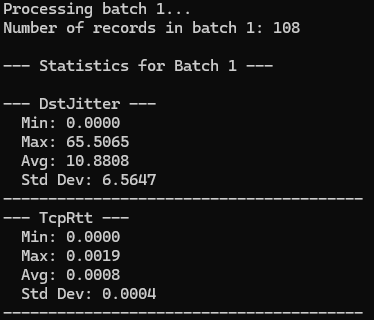 Processing batch 1...
Number of records in batch 1: 108
--- Statistics for Batch 1 ---
--- DstJitter ---
Min: 0.0000
Max: 65.5065
Avg: 10.8808
Std Dev: 6.5647
----------------------------------------
--- TcpRtt ---
Min: 0.0000
Max: 0.0019
Avg: 0.0008
Std Dev: 0.0004
----------------------------------------